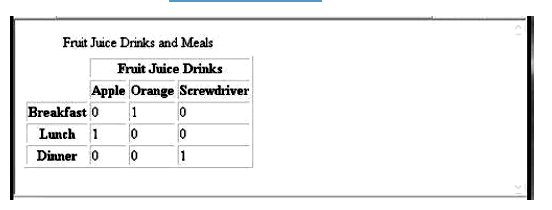 Fruit Juice Drinks and Meals
Fruit Juice Drinks
Apple Orange Screwdriver
Breakfast 0 1 0
Lunch 1 0 0
Dinner 0 0 1